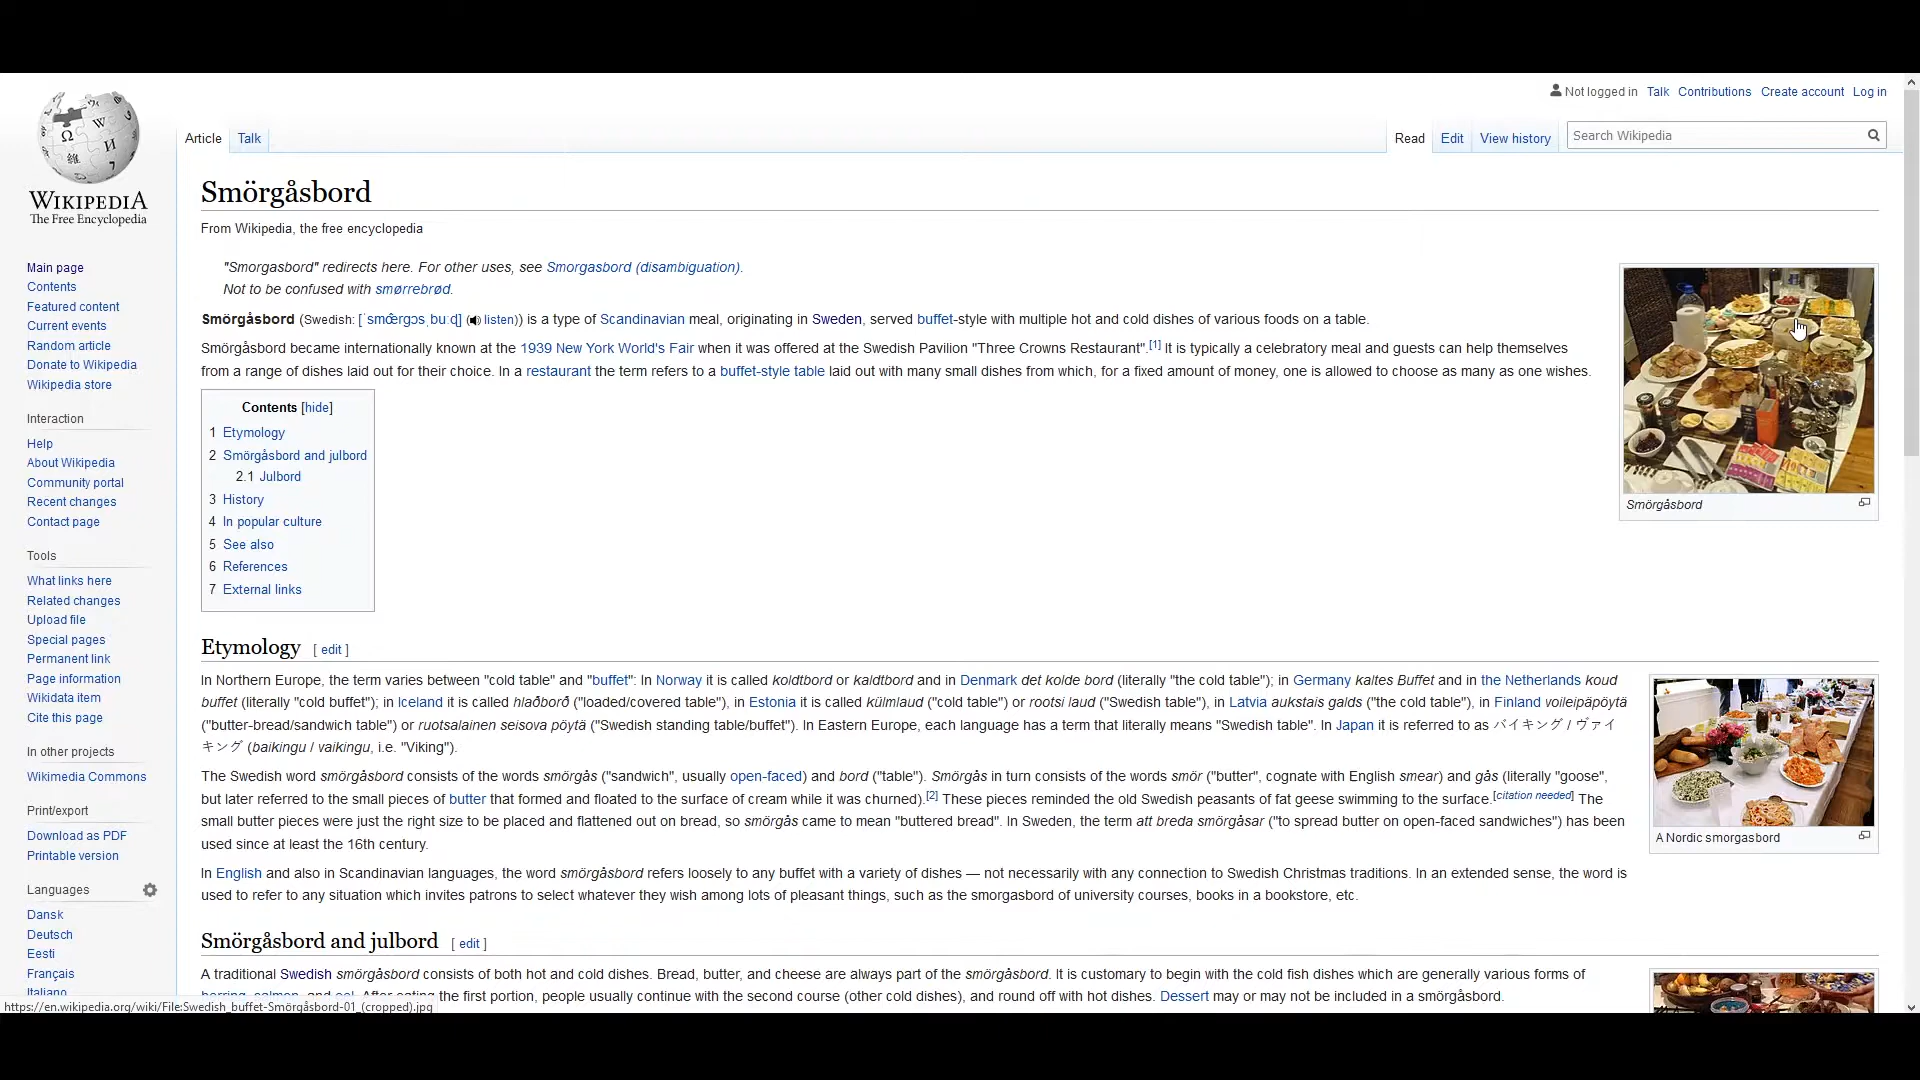 Not logged in Talk Contributions Create account Log in
Article Talk Read Edit View history Search Wikipedia
WIKIPEDIA
The Free Encyclopedia
Main page
Contents
Featured content
Current events
Random article
Donate to Wikipedia
Wikipedia store
Interaction
Help
About Wikipedia
Community portal
Recent changes
Contact page
Tools
What links here
Related changes
Upload file
Special pages
Permanent link
Page information
Wikidata item
Cite this page
In other projects
Wikimedia Commons
Print/export
Download as PDF
Printable version
Languages
Dansk
Deutsch
Eesti
Français
Italiano
Smörgåsbord
From Wikipedia, the free encyclopedia
"Smorgasbord" redirects here. For other uses, see Smorgasbord (disambiguation).
Not to be confused with smørrebrød.
Smörgåsbord (Swedish: [ˈsmœ̂rɡɔsˌbuːɖ] (listen)) is a type of Scandinavian meal, originating in Sweden, served buffet-style with multiple hot and cold dishes of various foods on a table.
Smörgåsbord became internationally known at the 1939 New York World's Fair when it was offered at the Swedish Pavilion "Three Crowns Restaurant".[1] It is typically a celebratory meal and guests can help themselves
from a range of dishes laid out for their choice. In a restaurant the term refers to a buffet-style table laid out with many small dishes from which, for a fixed amount of money, one is allowed to choose as many as one wishes.
Smörgåsbord
Contents [hide]
1 Etymology
2 Smörgåsbord and julbord
2.1 Julbord
3 History
4 In popular culture
5 See also
6 References
7 External links
Etymology [ edit ]
In Northern Europe, the term varies between "cold table" and "buffet": In Norway it is called koldtbord or kaldtbord and in Denmark det kolde bord (literally "the cold table"); in Germany kaltes Buffet and in the Netherlands koud
buffet (literally "cold buffet"); in Iceland it is called hlaðborð ("loaded/covered table"), in Estonia it is called külmlaud ("cold table") or rootsi laud ("Swedish table"), in Latvia aukstais galds ("the cold table"), in Finland voileipäpöytä
("butter-bread/sandwich table") or ruotsalainen seisova pöytä ("Swedish standing table/buffet"). In Eastern Europe, each language has a term that literally means "Swedish table". In Japan it is referred to as バイキング / ヴァイ
キング (baikingu / vaikingu, i.e. "Viking").
The Swedish word smörgåsbord consists of the words smörgås ("sandwich", usually open-faced) and bord ("table"). Smörgås in turn consists of the words smör ("butter", cognate with English smear) and gås (literally "goose",
but later referred to the small pieces of butter that formed and floated to the surface of cream while it was churned).[2] These pieces reminded the old Swedish peasants of fat geese swimming to the surface.[citation needed] The
small butter pieces were just the right size to be placed and flattened out on bread, so smörgås came to mean "buttered bread". In Sweden, the term att breda smörgåsar ("to spread butter on open-faced sandwiches") has been
used since at least the 16th century.
In English and also in Scandinavian languages, the word smörgåsbord refers loosely to any buffet with a variety of dishes — not necessarily with any connection to Swedish Christmas traditions. In an extended sense, the word is
used to refer to any situation which invites patrons to select whatever they wish among lots of pleasant things, such as the smorgasbord of university courses, books in a bookstore, etc.
A Nordic smorgasbord
Smörgåsbord and julbord [ edit ]
A traditional Swedish smörgåsbord consists of both hot and cold dishes. Bread, butter, and cheese are always part of the smörgåsbord. It is customary to begin with the cold fish dishes which are generally various forms of
herring, salmon, and eel. After eating the first portion, people usually continue with the second course (other cold dishes), and round off with hot dishes. Dessert may or may not be included in a smörgåsbord.
https://en.wikipedia.org/wiki/File:Swedish_buffet-Smörgåsbord-01_(cropped).jpg